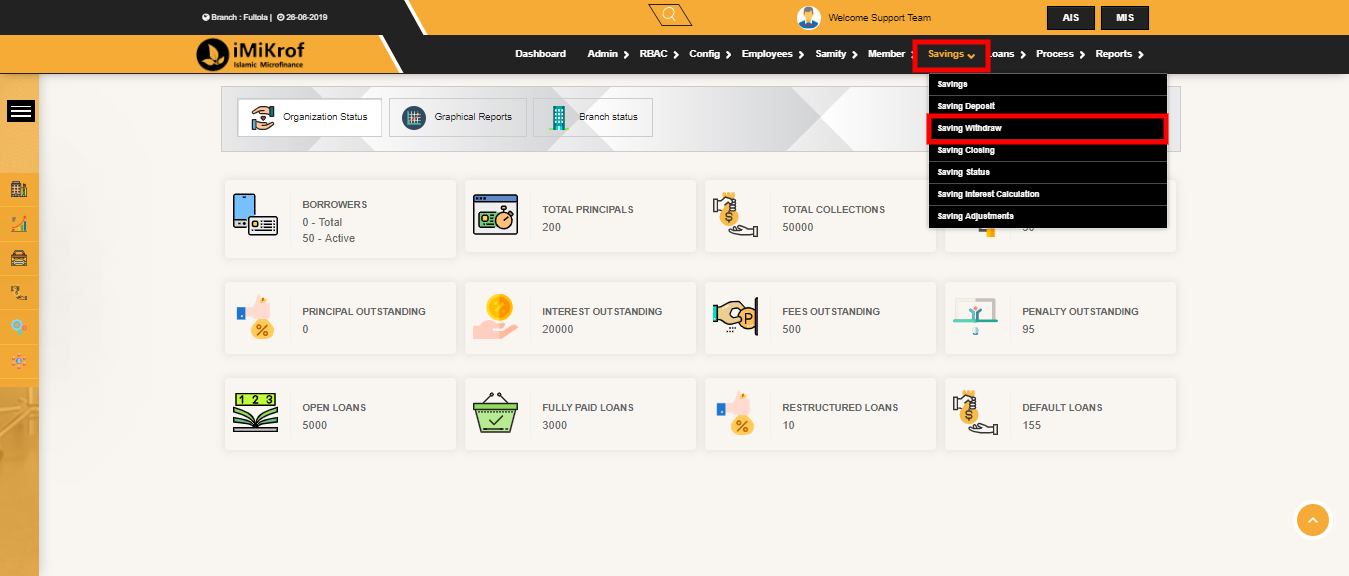 Branch : Fultola | 26-06-2019
Welcome Support Team
AIS
MIS
iMiKrof
Islamic Microfinance
Dashboard
Admin
RBAC
Config
Employees
Samity
Member
Savings
oans
Process
Reports
Savings
Saving Deposit
Saving Withdraw
Saving Closing
Saving Status
Saving Interest Calculation
Saving Adjustments
Organization Status
Graphical Reports
Branch status
BORROWERS
0 - Total
50 - Active
TOTAL PRINCIPALS
200
TOTAL COLLECTIONS
50000
PRINCIPAL OUTSTANDING
0
INTEREST OUTSTANDING
20000
FEES OUTSTANDING
500
PENALTY OUTSTANDING
95
1 2 3
OPEN LOANS
5000
FULLY PAID LOANS
3000
RESTRUCTURED LOANS
10
DEFAULT LOANS
155